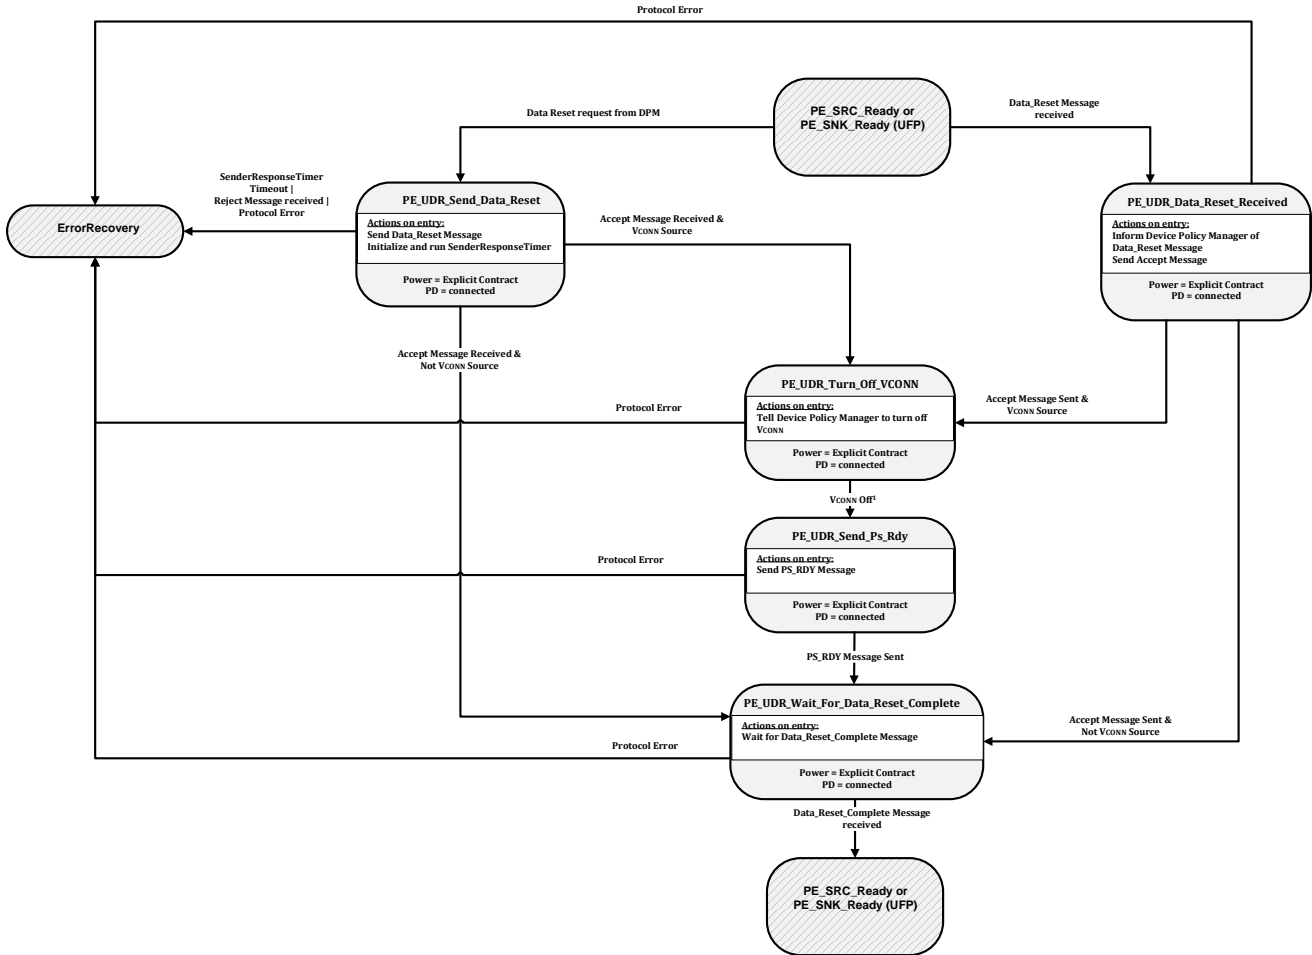 Protocol Error
PE_SRC_Ready or
PE_SNK_Ready (UFP)
Data Reset request from DPM
Data_Reset Message
received
SenderResponseTimer
Timeout |
Reject Message received |
Protocol Error
ErrorRecovery
PE_UDR_Send_Data_Reset
Actions on entry:
Send Data_Reset Message
Initialize and run SenderResponseTimer
Power = Explicit Contract
PD = connected
Accept Message Received &
VCONN Source
PE_UDR_Data_Reset_Received
Actions on entry:
Inform Device Policy Manager of
Data_Reset Message
Send Accept Message
Power = Explicit Contract
PD = connected
Accept Message Received &
Not VCONN Source
PE_UDR_Turn_Off_VCONN
Actions on entry:
Tell Device Policy Manager to turn off
VCONN
Power = Explicit Contract
PD = connected
Protocol Error
Accept Message Sent &
VCONN Source
VCONN Off¹
PE_UDR_Send_Ps_Rdy
Actions on entry:
Send PS_RDY Message
Power = Explicit Contract
PD = connected
Protocol Error
PS_RDY Message Sent
PE_UDR_Wait_For_Data_Reset_Complete
Actions on entry:
Wait for Data_Reset_Complete Message
Power = Explicit Contract
PD = connected
Protocol Error
Accept Message Sent &
Not VCONN Source
Data_Reset_Complete Message
received
PE_SRC_Ready or
PE_SNK_Ready (UFP)